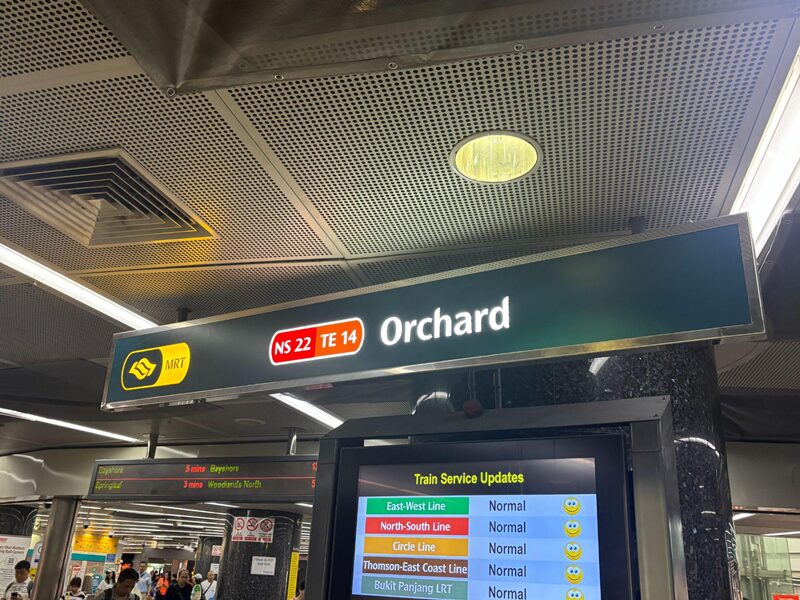 MRT
NS 22 TE 14 Orchard
Bayshore 5 mins Bayshore
Springleaf 3 mins Woodlands North 5
Train Service Updates
East-West Line Normal
North-South Line Normal
Circle Line Normal
Thomson-East Coast Line Normal
Bukit Panjang LRT Normal